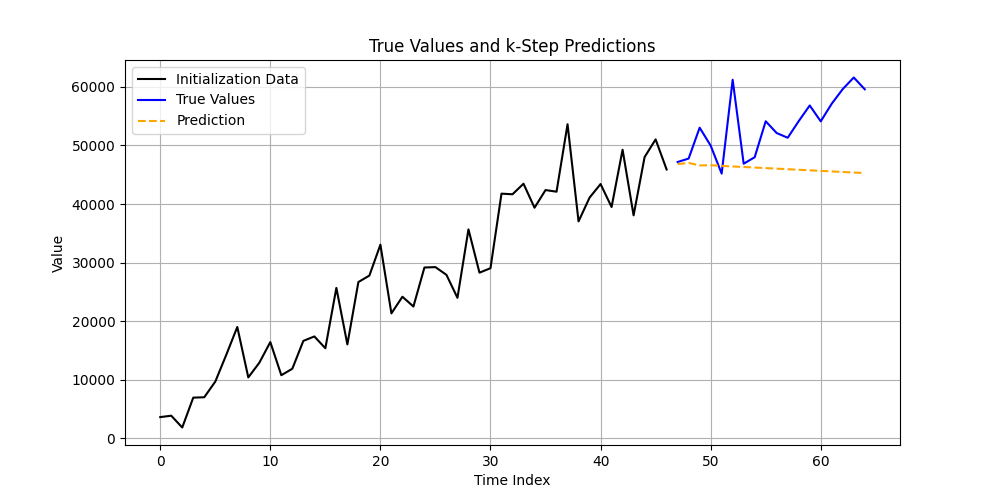 True Values and k-Step Predictions
Initialization Data
True Values
Prediction
60000
50000
40000
30000
20000
10000
0
Value
0 10 20 30 40 50 60
Time Index